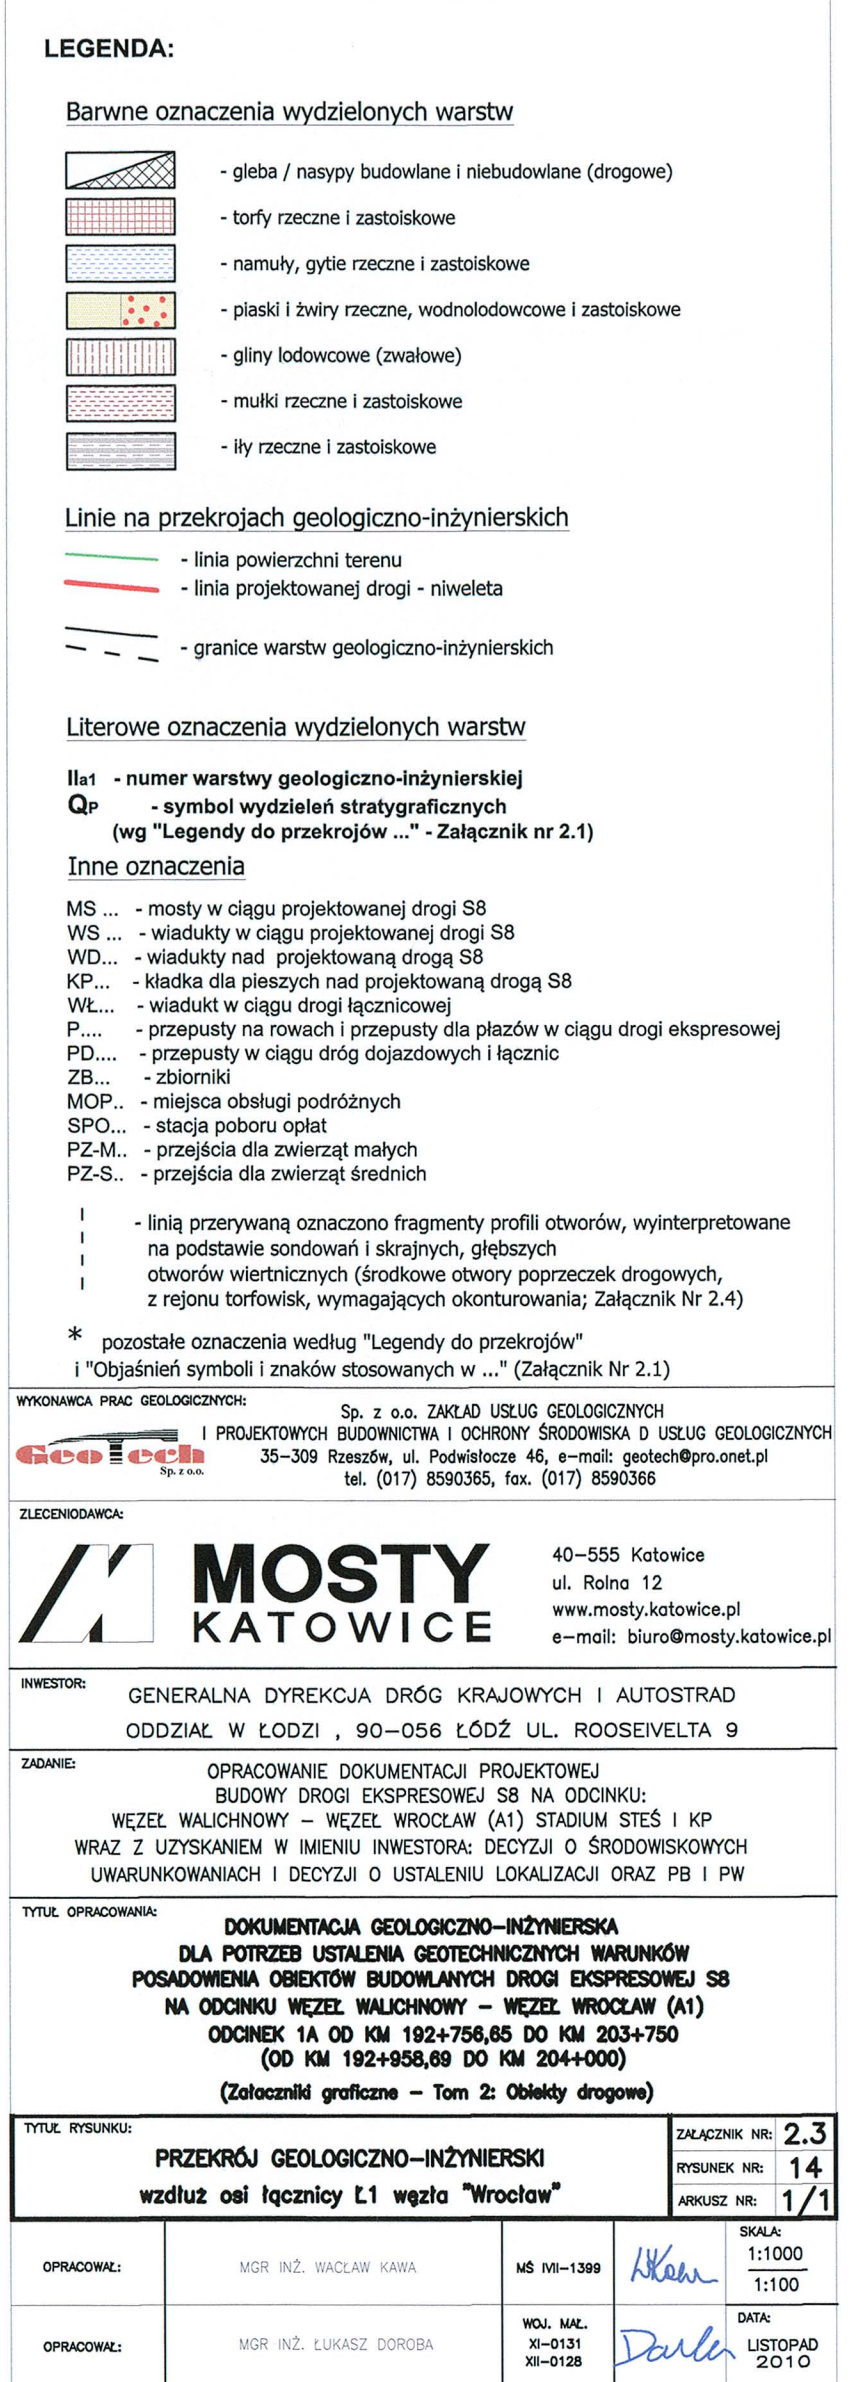 LEGENDA:
Barwne oznaczenia wydzielonych warstw
- gleba / nasypy budowlane i niebudowlane (drogowe)
- torfy rzeczne i zastoiskowe
- namuły, gytie rzeczne i zastoiskowe
- piaski i żwiry rzeczne, wodnolodowcowe i zastoiskowe
- gliny lodowcowe (zwałowe)
- mułki rzeczne i zastoiskowe
- iły rzeczne i zastoiskowe
Linie na przekrojach geologiczno-inżynierskich
- linia powierzchni terenu
- linia projektowanej drogi - niweleta
- granice warstw geologiczno-inżynierskich
Literowe oznaczenia wydzielonych warstw
IIa1 - numer warstwy geologiczno-inżynierskiej
QP - symbol wydzieleń stratygraficznych
(wg "Legendy do przekrojów ..." - Załącznik nr 2.1)
Inne oznaczenia
MS ... - mosty w ciągu projektowanej drogi S8
WS ... - wiadukty w ciągu projektowanej drogi S8
WD... - wiadukty nad projektowaną drogą S8
KP... - kładka dla pieszych nad projektowaną drogą S8
WŁ... - wiadukt w ciągu drogi łącznicowej
P.... - przepusty na rowach i przepusty dla płazów w ciągu drogi ekspresowej
PD.... - przepusty w ciągu dróg dojazdowych i łącznic
ZB... - zbiorniki
MOP.. - miejsca obsługi podróżnych
SPO... - stacja poboru opłat
PZ-M.. - przejścia dla zwierząt małych
PZ-S.. - przejścia dla zwierząt średnich
- linią przerywaną oznaczono fragmenty profili otworów, wyinterpretowane
na podstawie sondowań i skrajnych, głębszych
otworów wiertniczych (środkowe otwory poprzeczek drogowych,
z rejonu torfowisk, wymagających okonturowania; Załącznik Nr 2.4)
* pozostałe oznaczenia według "Legendy do przekrojów"
i "Objaśnień symboli i znaków stosowanych w ..." (Załącznik Nr 2.1)
WYKONAWCA PRAC GEOLOGICZNYCH:
GeoTech
Sp. z o.o.
Sp. z o.o. ZAKŁAD USŁUG GEOLOGICZNYCH
I PROJEKTOWYCH BUDOWNICTWA I OCHRONY ŚRODOWISKA D USŁUG GEOLOGICZNYCH
35-309 Rzeszów, ul. Podwisłocze 46, e-mail: geotech@pro.onet.pl
tel. (017) 8590365, fax. (017) 8590366
ZLECENIODAWCA:
MOSTY
KATOWICE
40-555 Katowice
ul. Rolna 12
www.mosty.katowice.pl
e-mail: biuro@mosty.katowice.pl
INWESTOR:
GENERALNA DYREKCJA DRÓG KRAJOWYCH I AUTOSTRAD
ODDZIAŁ W ŁODZI , 90-056 ŁÓDŹ UL. ROOSEIVELTA 9
ZADANIE:
OPRACOWANIE DOKUMENTACJI PROJEKTOWEJ
BUDOWY DROGI EKSPRESOWEJ S8 NA ODCINKU:
WĘZEŁ WALICHNOWY - WĘZEŁ WROCŁAW (A1) STADIUM STEŚ I KP
WRAZ Z UZYSKANIEM W IMIENIU INWESTORA: DECYZJI O ŚRODOWISKOWYCH
UWARUNKOWANIACH I DECYZJI O USTALENIU LOKALIZACJI ORAZ PB I PW
TYTUŁ OPRACOWANIA:
DOKUMENTACJA GEOLOGICZNO-INŻYNIERSKA
DLA POTRZEB USTALENIA GEOTECHNICZNYCH WARUNKÓW
POSADOWIENIA OBIEKTÓW BUDOWLANYCH DROGI EKSPRESOWEJ S8
NA ODCINKU WĘZEŁ WALICHNOWY - WĘZEŁ WROCŁAW (A1)
ODCINEK 1A OD KM 192+756,65 DO KM 203+750
(OD KM 192+958,69 DO KM 204+000)
(Załaczniki graficzne - Tom 2: Obiekty drogowe)
TYTUŁ RYSUNKU:
PRZEKRÓJ GEOLOGICZNO-INŻYNIERSKI
wzdłuż osi łącznicy Ł1 węzła "Wrocław"
ZAŁĄCZNIK NR: 2.3
RYSUNEK NR: 14
ARKUSZ NR: 1/1
OPRACOWAŁ:
MGR INŻ. WACŁAW KAWA
MŚ IVII-1399
SKALA:
1:1000
1:100
OPRACOWAŁ:
MGR INŻ. ŁUKASZ DOROBA
WOJ. MAŁ.
XI-0131
XII-0128
DATA:
LISTOPAD
2010